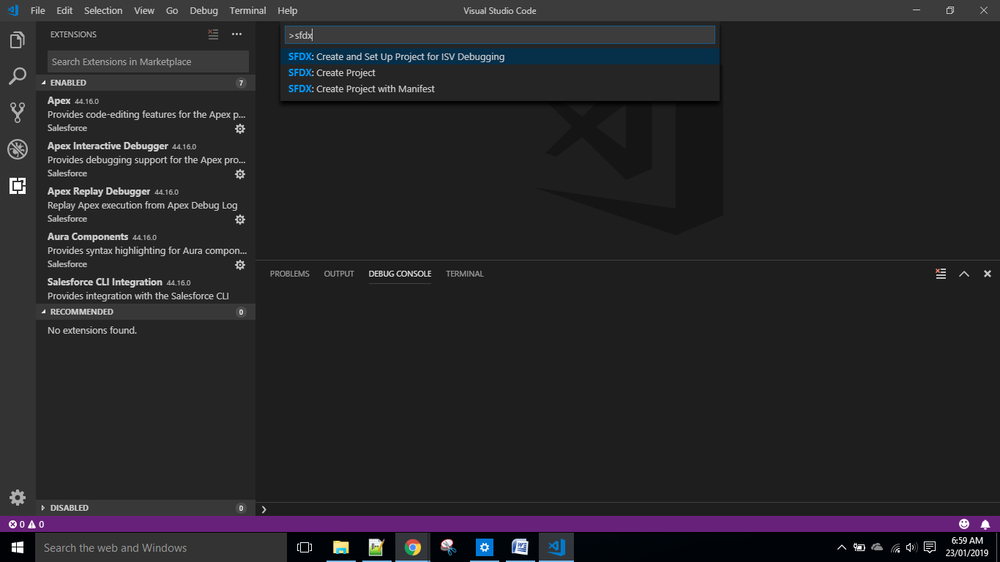 File Edit Selection View Go Debug Terminal Help
Visual Studio Code
>sfdx
SFDX: Create and Set Up Project for ISV Debugging
SFDX: Create Project
SFDX: Create Project with Manifest
EXTENSIONS
Search Extensions in Marketplace
ENABLED 7
Apex 44.16.0
Provides code-editing features for the Apex p...
Salesforce
Apex Interactive Debugger 44.16.0
Provides debugging support for the Apex pro...
Salesforce
Apex Replay Debugger 44.16.0
Replay Apex execution from Apex Debug Log
Salesforce
Aura Components 44.16.0
Provides syntax highlighting for Aura compon...
Salesforce
Salesforce CLI Integration 44.16.0
Provides integration with the Salesforce CLI
RECOMMENDED 0
No extensions found.
DISABLED 0
PROBLEMS OUTPUT DEBUG CONSOLE TERMINAL
0 0
Search the web and Windows
6:59 AM
23/01/2019